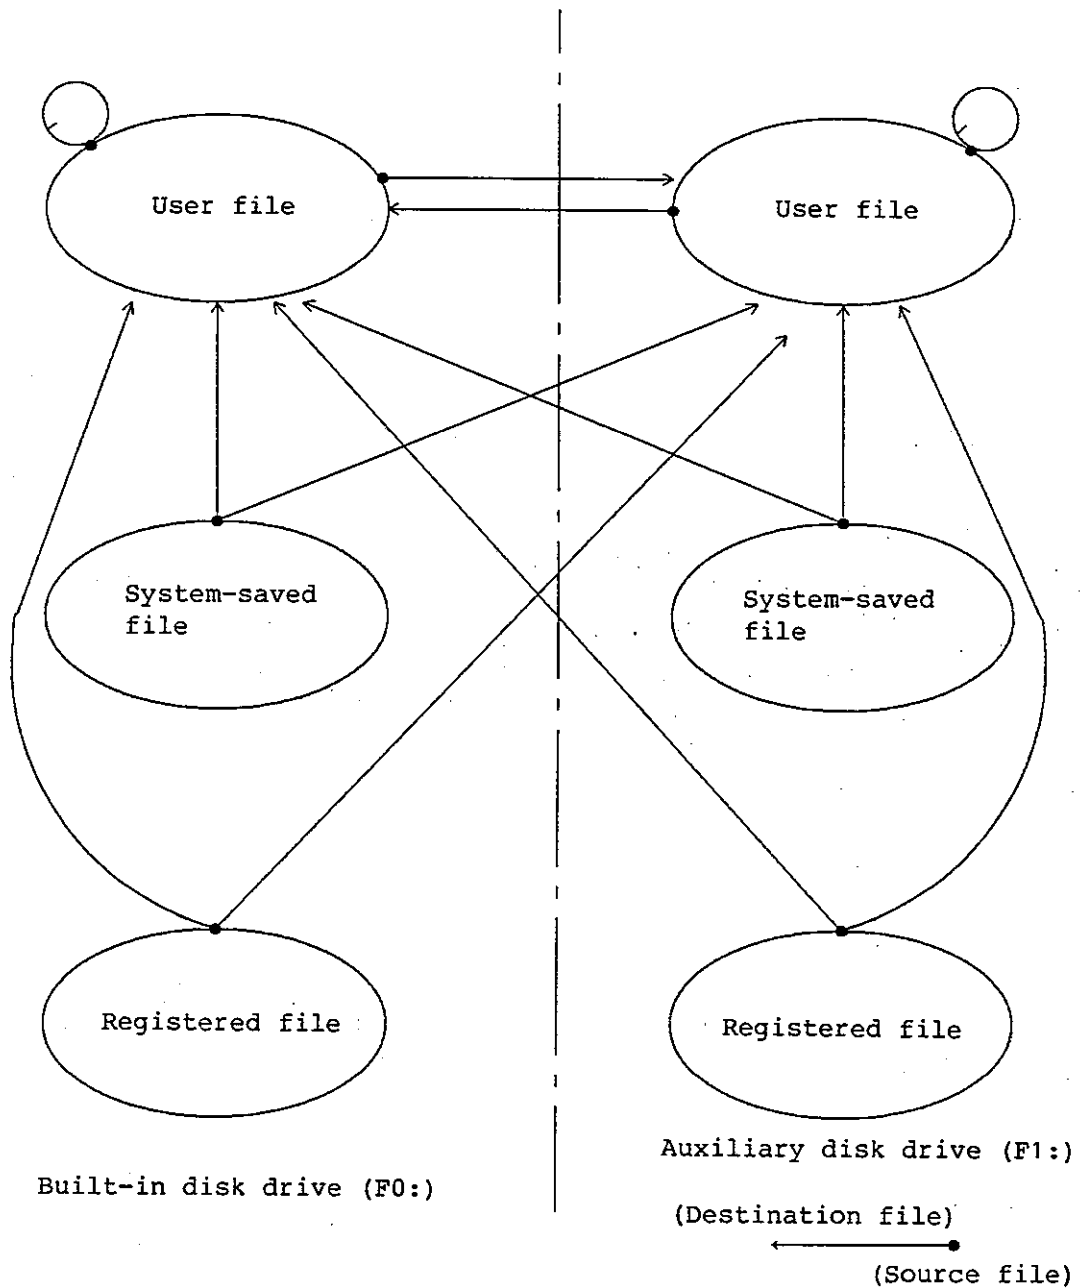 User file
User file
System-saved
file
System-saved
file
Registered file
Registered file
Built-in disk drive (F0:)
Auxiliary disk drive (F1:)
(Destination file)
(Source file)